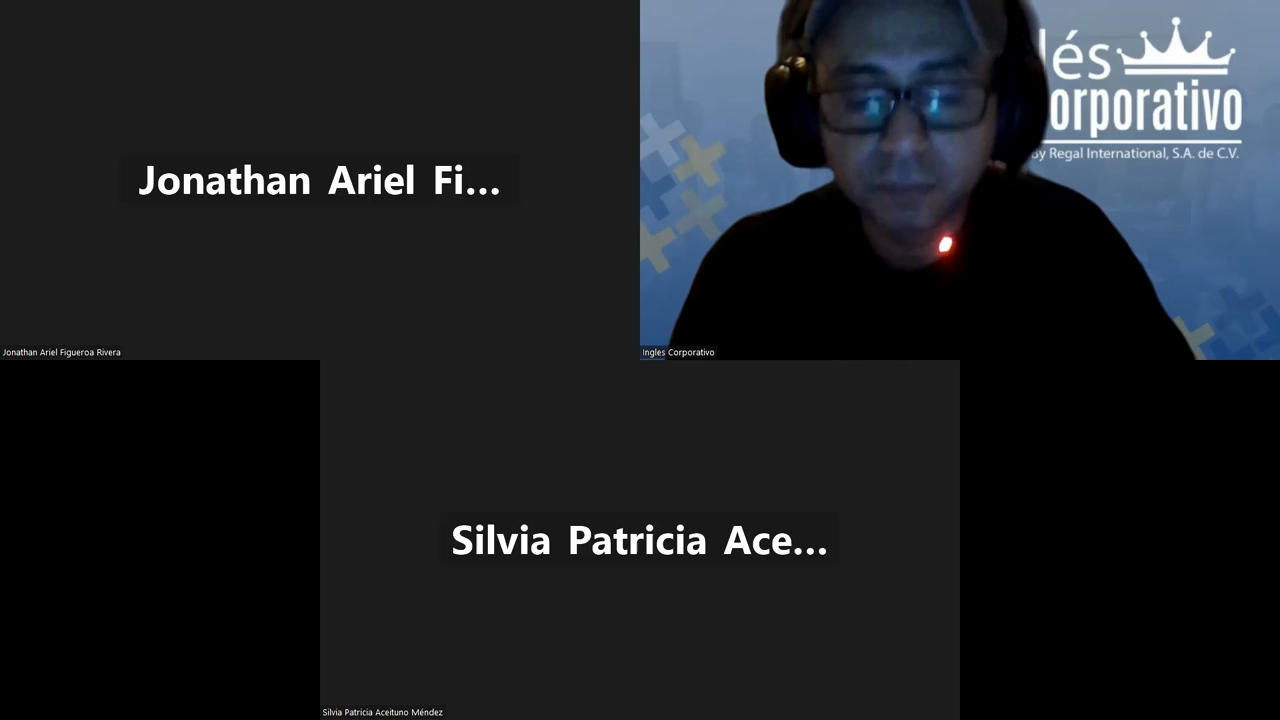 Jonathan Ariel Fi...
Jonathan Ariel Figueroa Rivera
lés
orporativo
By Regal International, S.A. de C.V.
Ingles Corporativo
Silvia Patricia Ace...
Silvia Patricia Aceituno Méndez